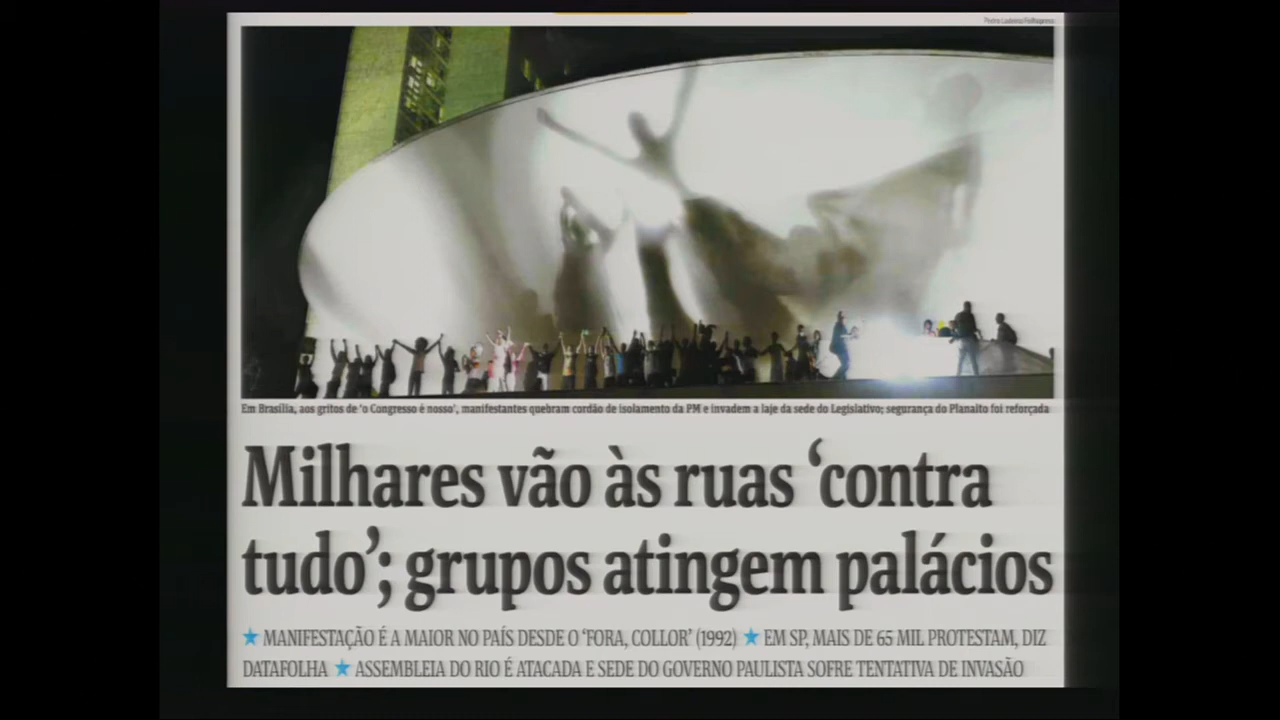 Pedro Ladeira/Folhapress
Em Brasília, aos gritos de ‘o Congresso é nosso’, manifestantes quebram cordão de isolamento da PM e invadem a laje da sede do Legislativo; segurança do Planalto foi reforçada
Milhares vão às ruas ‘contra
tudo’; grupos atingem palácios
★ MANIFESTAÇÃO É A MAIOR NO PAÍS DESDE O ‘FORA, COLLOR’ (1992) ★ EM SP, MAIS DE 65 MIL PROTESTAM, DIZ
DATAFOLHA ★ ASSEMBLEIA DO RIO É ATACADA E SEDE DO GOVERNO PAULISTA SOFRE TENTATIVA DE INVASÃO